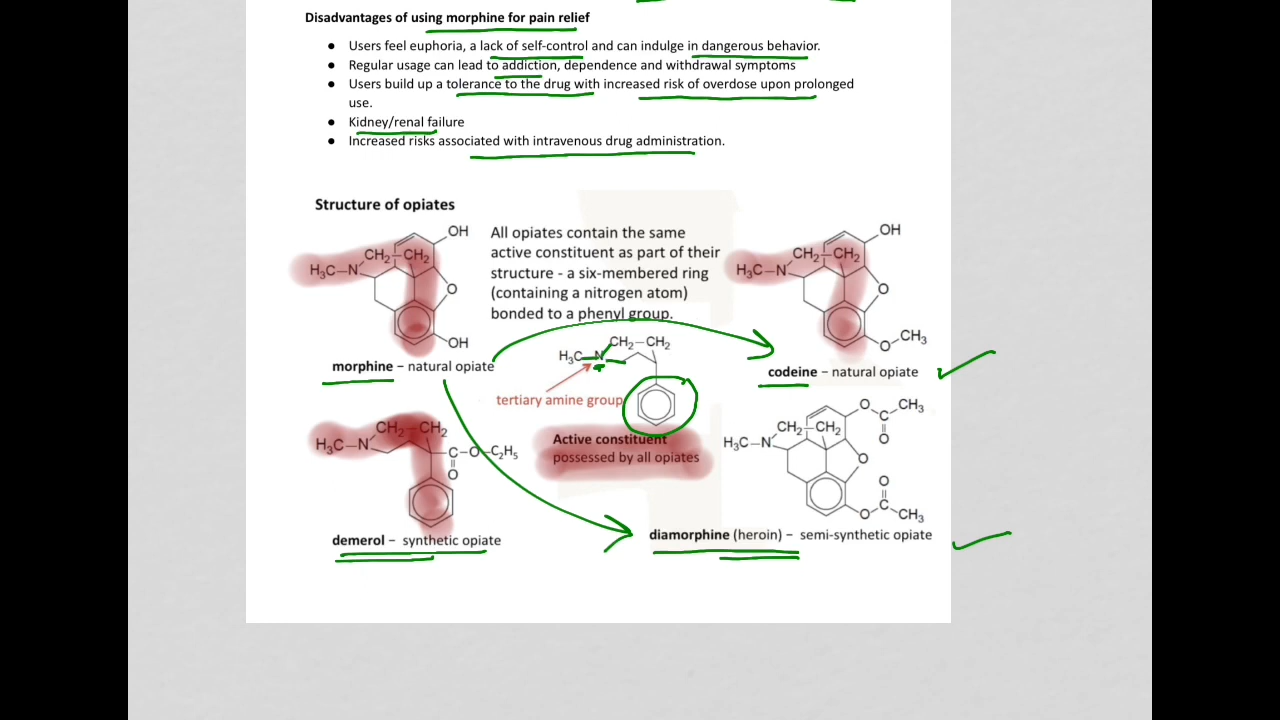 Disadvantages of using morphine for pain relief
● Users feel euphoria, a lack of self-control and can indulge in dangerous behavior.
● Regular usage can lead to addiction, dependence and withdrawal symptoms
● Users build up a tolerance to the drug with increased risk of overdose upon prolonged
use.
● Kidney/renal failure
● Increased risks associated with intravenous drug administration.
Structure of opiates
OH
CH₂–CH₂
H₃C–N
O
OH
morphine – natural opiate
All opiates contain the same
active constituent as part of their
structure - a six-membered ring
(containing a nitrogen atom)
bonded to a phenyl group.
OH
CH₂–CH₂
H₃C–N
O
O CH₃
codeine – natural opiate
CH₂–CH₂
H₃C–N
tertiary amine group
Active constituent
possessed by all opiates
CH₂–CH₂
H₃C–N
C–O–C₂H₅
O
demerol – synthetic opiate
O C CH₃
O
CH₂–CH₂
H₃C–N
O
O
O C CH₃
diamorphine (heroin) – semi-synthetic opiate